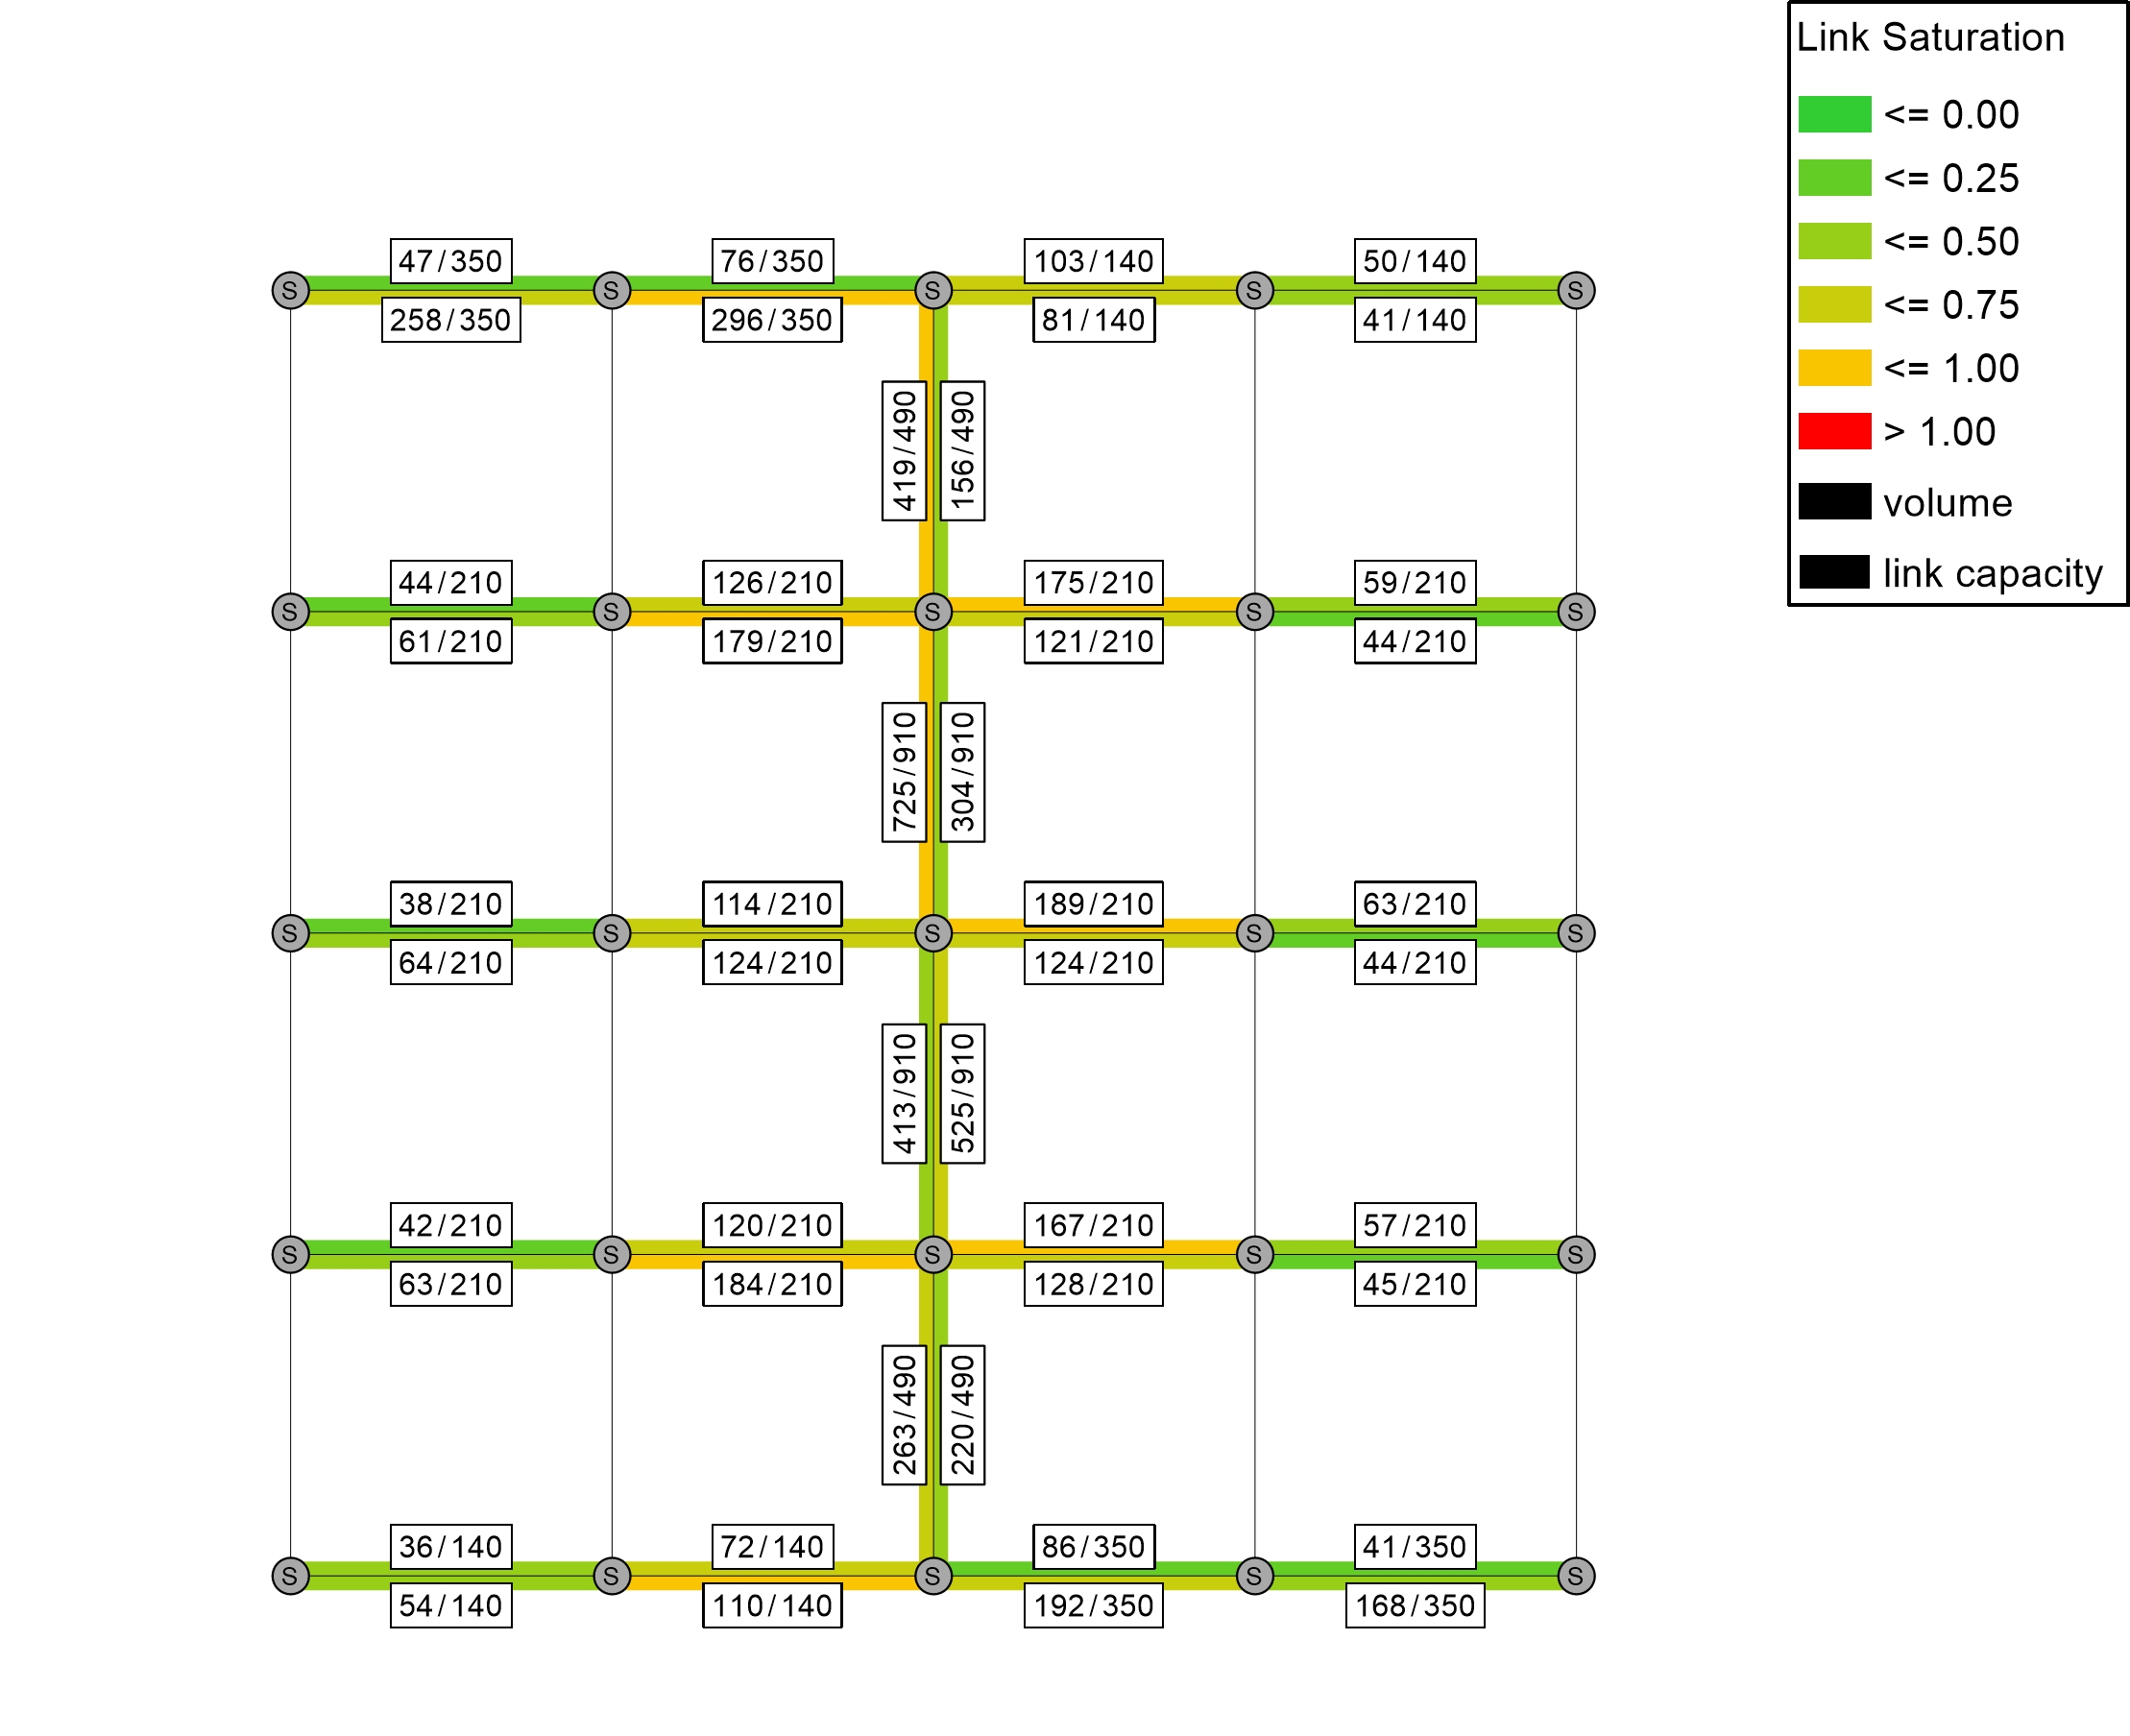 Link Saturation
<= 0.00
<= 0.25
<= 0.50
<= 0.75
<= 1.00
> 1.00
volume
link capacity
47/350
76/350
103/140
50/140
S
S
S
S
S
258/350
296/350
81/140
41/140
419/490
156/490
44/210
126/210
175/210
59/210
S
S
S
S
S
61/210
179/210
121/210
44/210
725/910
304/910
38/210
114/210
189/210
63/210
S
S
S
S
S
64/210
124/210
124/210
44/210
413/910
525/910
42/210
120/210
167/210
57/210
S
S
S
S
S
63/210
184/210
128/210
45/210
263/490
220/490
36/140
72/140
86/350
41/350
S
S
S
S
S
54/140
110/140
192/350
168/350